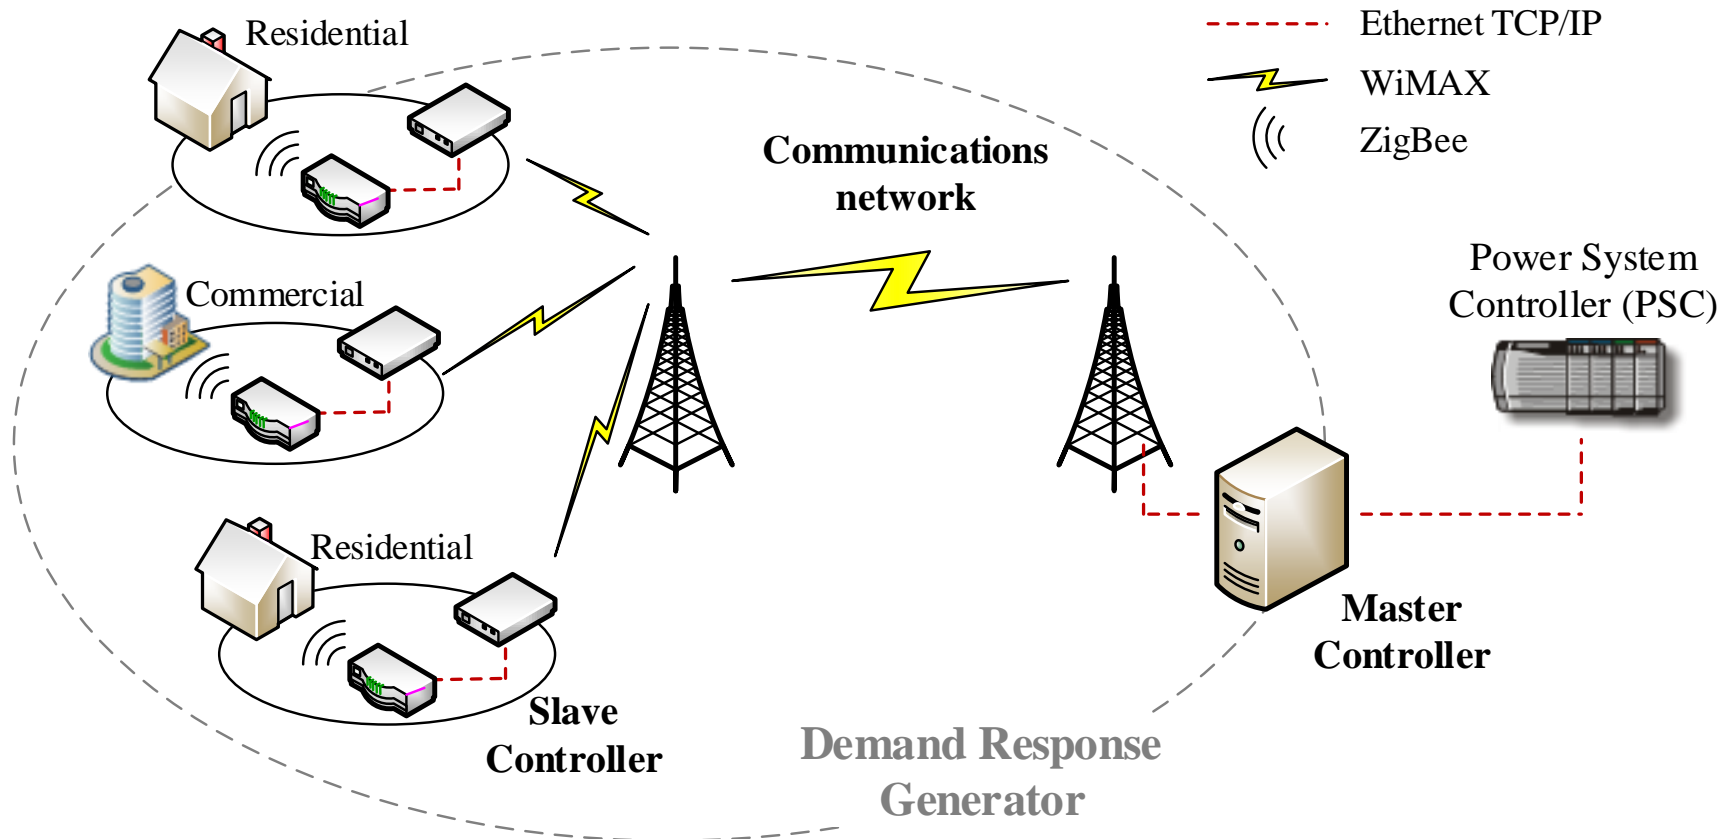 Residential
Ethernet TCP/IP
WiMAX
ZigBee
Communications
network
Power System
Controller (PSC)
Commercial
Residential
Master
Controller
Slave
Controller
Demand Response
Generator